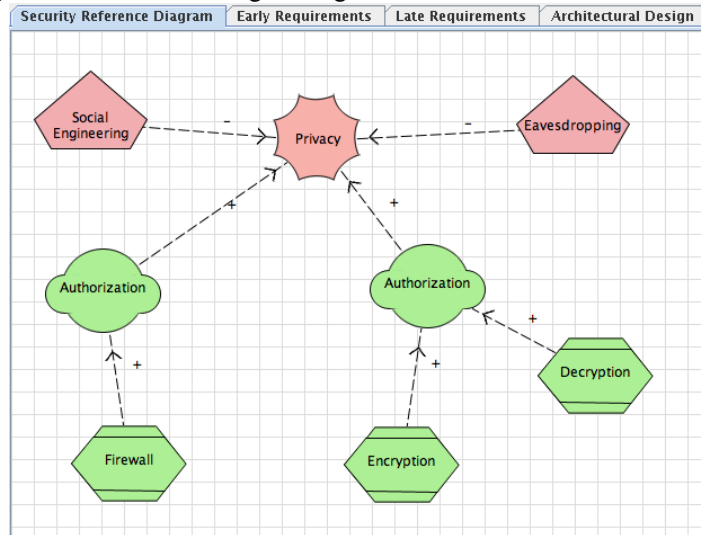 Security Reference Diagram
Early Requirements
Late Requirements
Architectural Design
Social
Engineering
-
Privacy
-
Eavesdropping
+
+
Authorization
Authorization
+
+
+
Decryption
Firewall
Encryption